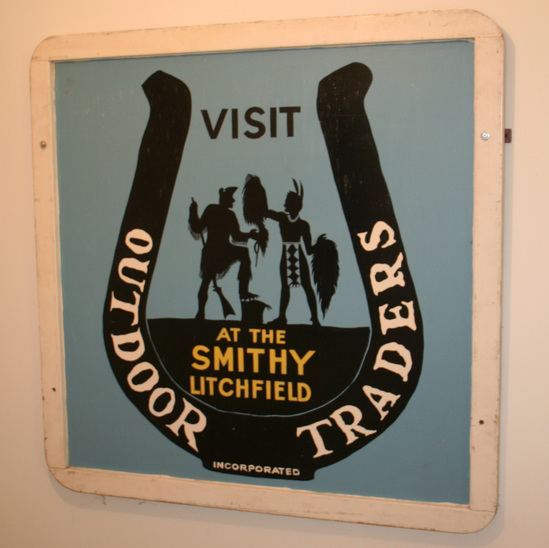 VISIT
OUTDOOR TRADERS
AT THE
SMITHY
LITCHFIELD
INCORPORATED